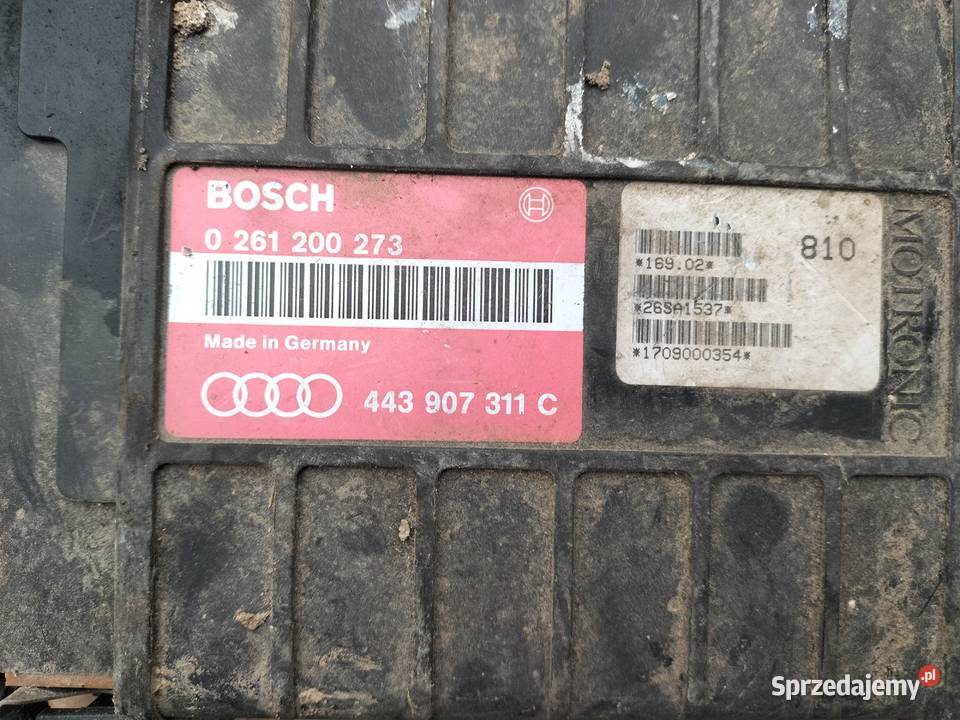 BOSCH
0 261 200 273
Made in Germany
443 907 311 C
810
*169.02*
*26SA1537*
*1709000354*
MOTRONIC
Sprzedajemy.pl